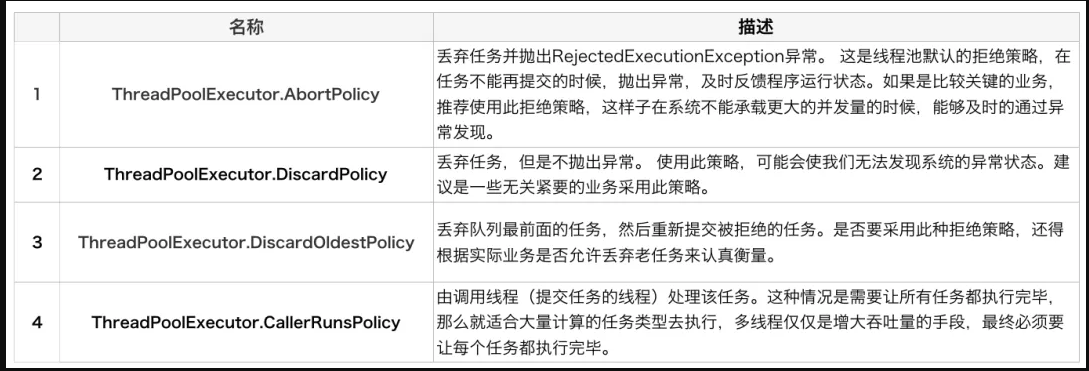 名称 描述
1 ThreadPoolExecutor.AbortPolicy
丢弃任务并抛出RejectedExecutionException异常。 这是线程池默认的拒绝策略，在
任务不能再提交的时候，抛出异常，及时反馈程序运行状态。如果是比较关键的业务，
推荐使用此拒绝策略，这样子在系统不能承载更大的并发量的时候，能够及时的通过异
常发现。
2 ThreadPoolExecutor.DiscardPolicy
丢弃任务，但是不抛出异常。 使用此策略，可能会使我们无法发现系统的异常状态。建
议是一些无关紧要的业务采用此策略。
3 ThreadPoolExecutor.DiscardOldestPolicy
丢弃队列最前面的任务，然后重新提交被拒绝的任务。是否要采用此种拒绝策略，还得
根据实际业务是否允许丢弃老任务来认真衡量。
4 ThreadPoolExecutor.CallerRunsPolicy
由调用线程（提交任务的线程）处理该任务。这种情况是需要让所有任务都执行完毕，
那么就适合大量计算的任务类型去执行，多线程仅仅是增大吞吐量的手段，最终必须要
让每个任务都执行完毕。